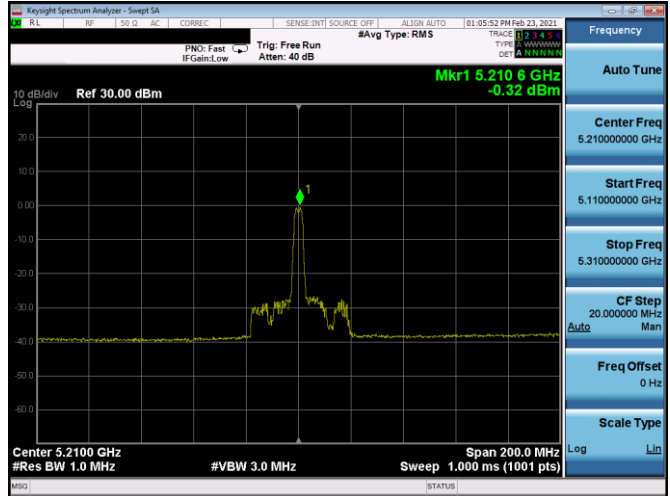 Keysight Spectrum Analyzer - Swept SA
RL RF 50 Ω AC CORREC SENSE:INT SOURCE OFF ALIGN AUTO 01:05:52 PM Feb 23, 2021
#Avg Type: RMS
TRACE 1 2 3 4 5 6
PNO: Fast Trig: Free Run
TYPE A WWWWW
IFGain:Low Atten: 40 dB
DET A N N N N N
Mkr1 5.210 6 GHz
-0.32 dBm
10 dB/div Ref 30.00 dBm
Log
20.0
10.0
0.00
-10.0
-20.0
-30.0
-40.0
-50.0
-60.0
1
Center 5.2100 GHz
Span 200.0 MHz
#Res BW 1.0 MHz
#VBW 3.0 MHz
Sweep 1.000 ms (1001 pts)
MSG
STATUS
Frequency
Auto Tune
Center Freq
5.210000000 GHz
Start Freq
5.110000000 GHz
Stop Freq
5.310000000 GHz
CF Step
20.000000 MHz
Auto Man
Freq Offset
0 Hz
Scale Type
Log Lin